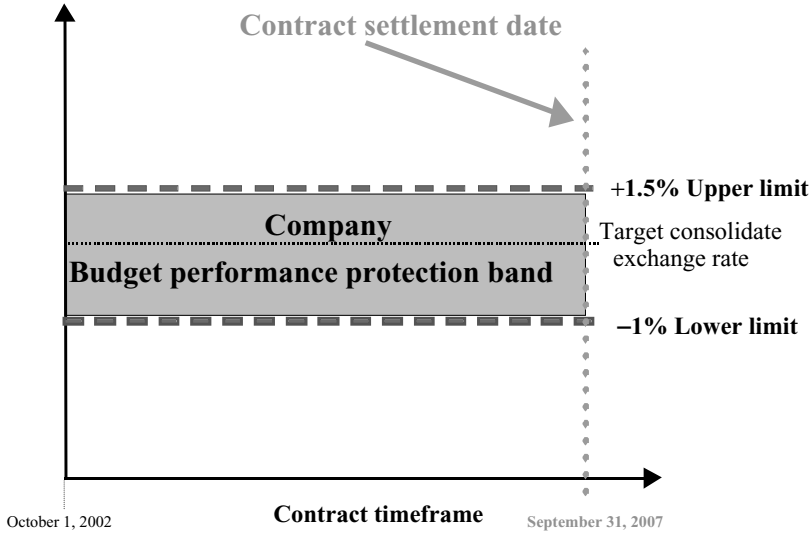 Contract settlement date
+1.5% Upper limit
Company
Target consolidate
exchange rate
Budget performance protection band
–1% Lower limit
October 1, 2002
Contract timeframe
September 31, 2007